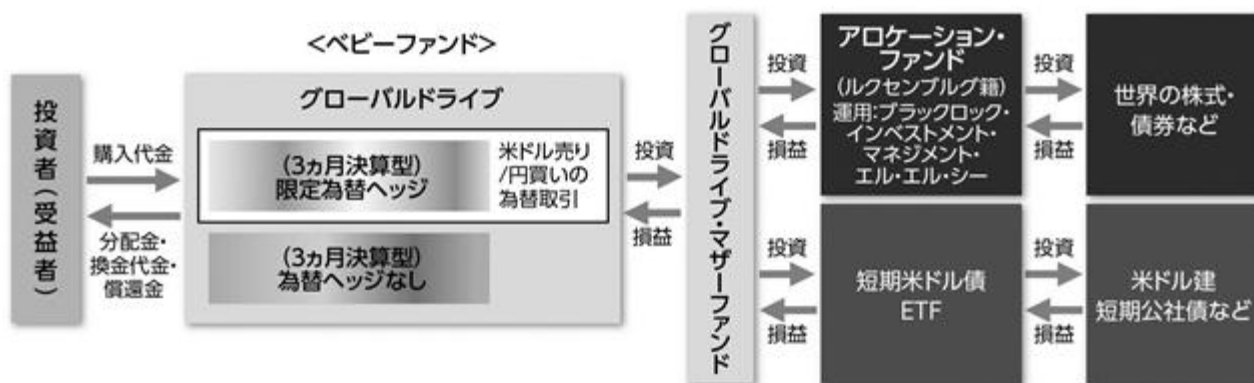 投資者(受益者)
購入代金
分配金・
換金代金・
償還金
<ベビーファンド>
グローバルドライブ
(3ヵ月決算型)
限定為替ヘッジ
米ドル売り
/円買いの
為替取引
(3ヵ月決算型)
為替ヘッジなし
投資
損益
グローバルドライブ・マザーファンド
投資
損益
アロケーション・
ファンド
(ルクセンブルグ籍)
運用:ブラックロック・
インベストメント・
マネジメント・
エル・エル・シー
投資
損益
世界の株式・
債券など
投資
損益
短期米ドル債
ETF
投資
損益
米ドル建
短期公社債など